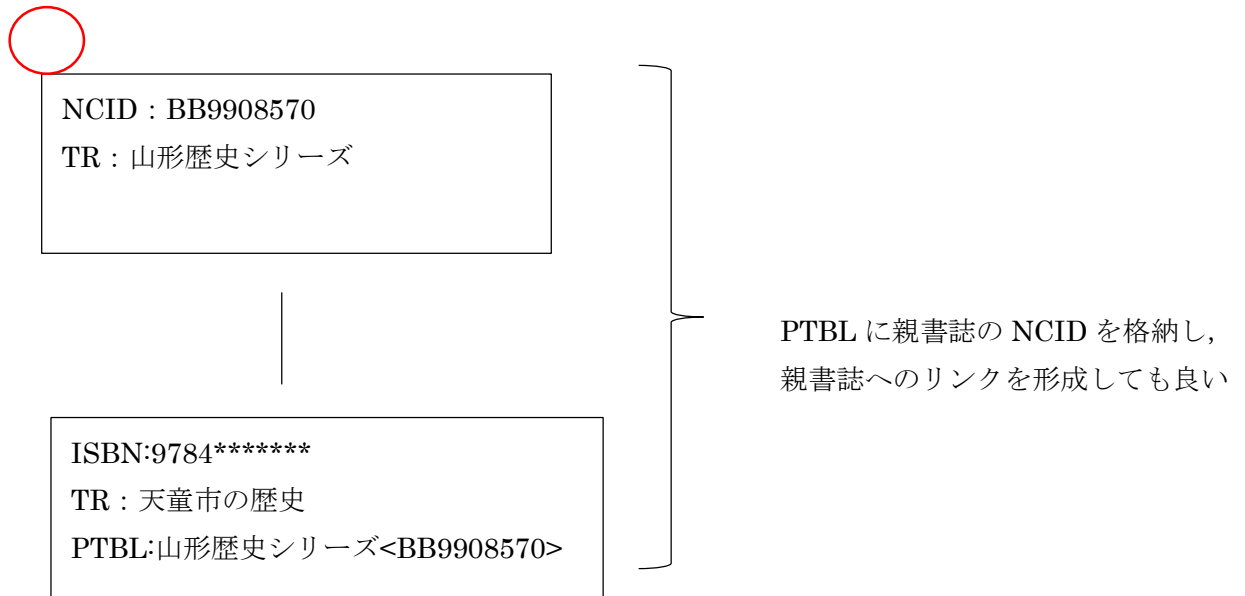 NCID：BB9908570
TR：山形歴史シリーズ
PTBL に親書誌の NCID を格納し，
親書誌へのリンクを形成しても良い
ISBN:9784*******
TR：天童市の歴史
PTBL:山形歴史シリーズ<BB9908570>